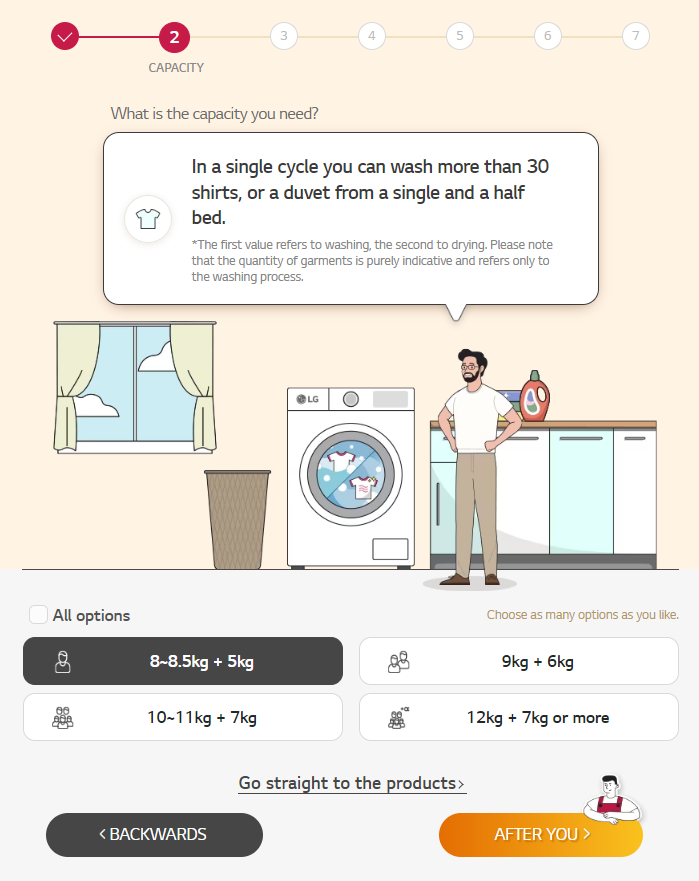 2
3
4
5
6
7
CAPACITY
What is the capacity you need?
In a single cycle you can wash more than 30
shirts, or a duvet from a single and a half
bed.
*The first value refers to washing, the second to drying. Please note
that the quantity of garments is purely indicative and refers only to
the washing process.
LG
All options
Choose as many options as you like.
8~8.5kg + 5kg
9kg + 6kg
10~11kg + 7kg
12kg + 7kg or more
Go straight to the products>
< BACKWARDS
AFTER YOU >